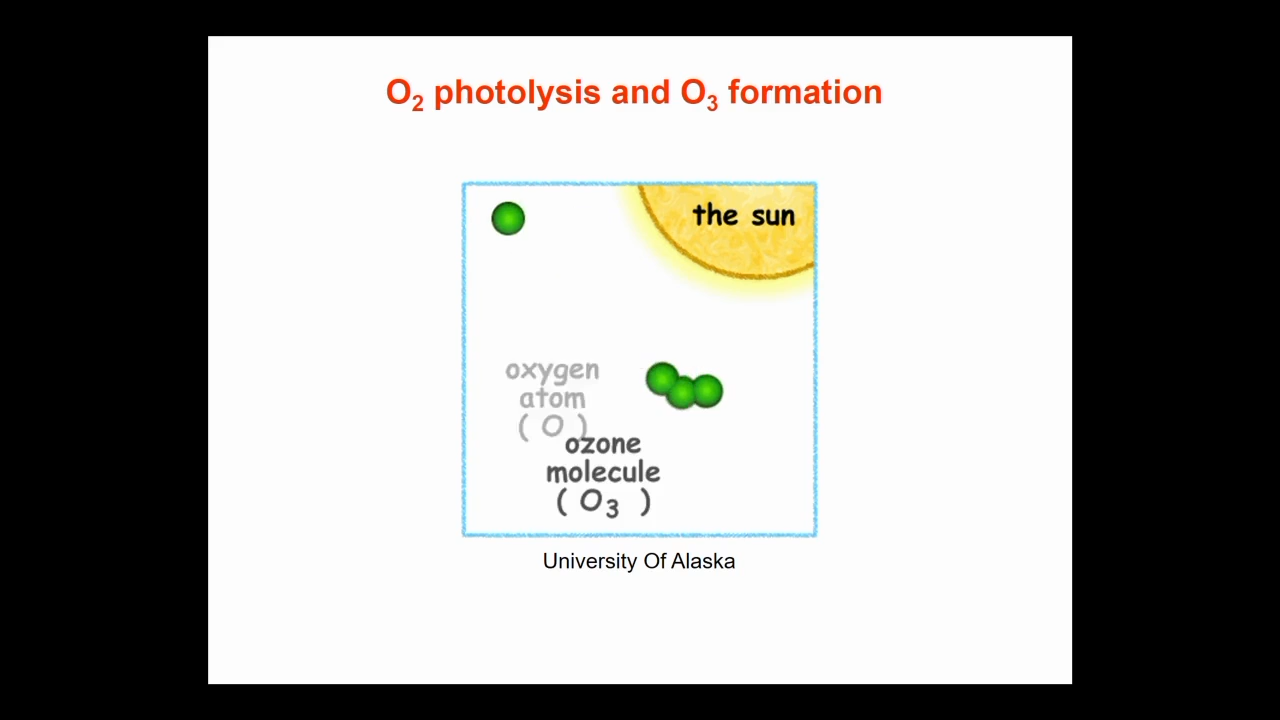 O₂ photolysis and O₃ formation
the sun
oxygen
atom
( O )
ozone
molecule
( O₃ )
University Of Alaska